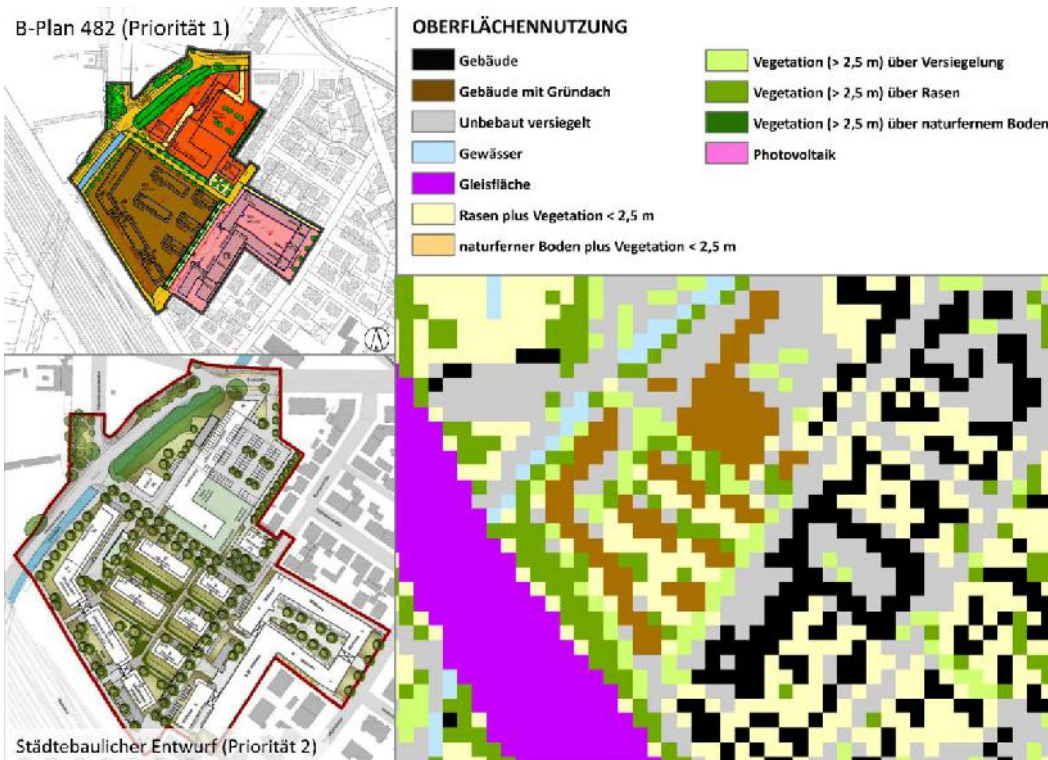 B-Plan 482 (Priorität 1)
OBERFLÄCHENNUTZUNG
Gebäude
Gebäude mit Gründach
Unbebaut versiegelt
Gewässer
Gleisfläche
Rasen plus Vegetation < 2,5 m
naturferner Boden plus Vegetation < 2,5 m
Vegetation (> 2,5 m) über Versiegelung
Vegetation (> 2,5 m) über Rasen
Vegetation (> 2,5 m) über naturfernem Boden
Photovoltaik
Städtebaulicher Entwurf (Priorität 2)